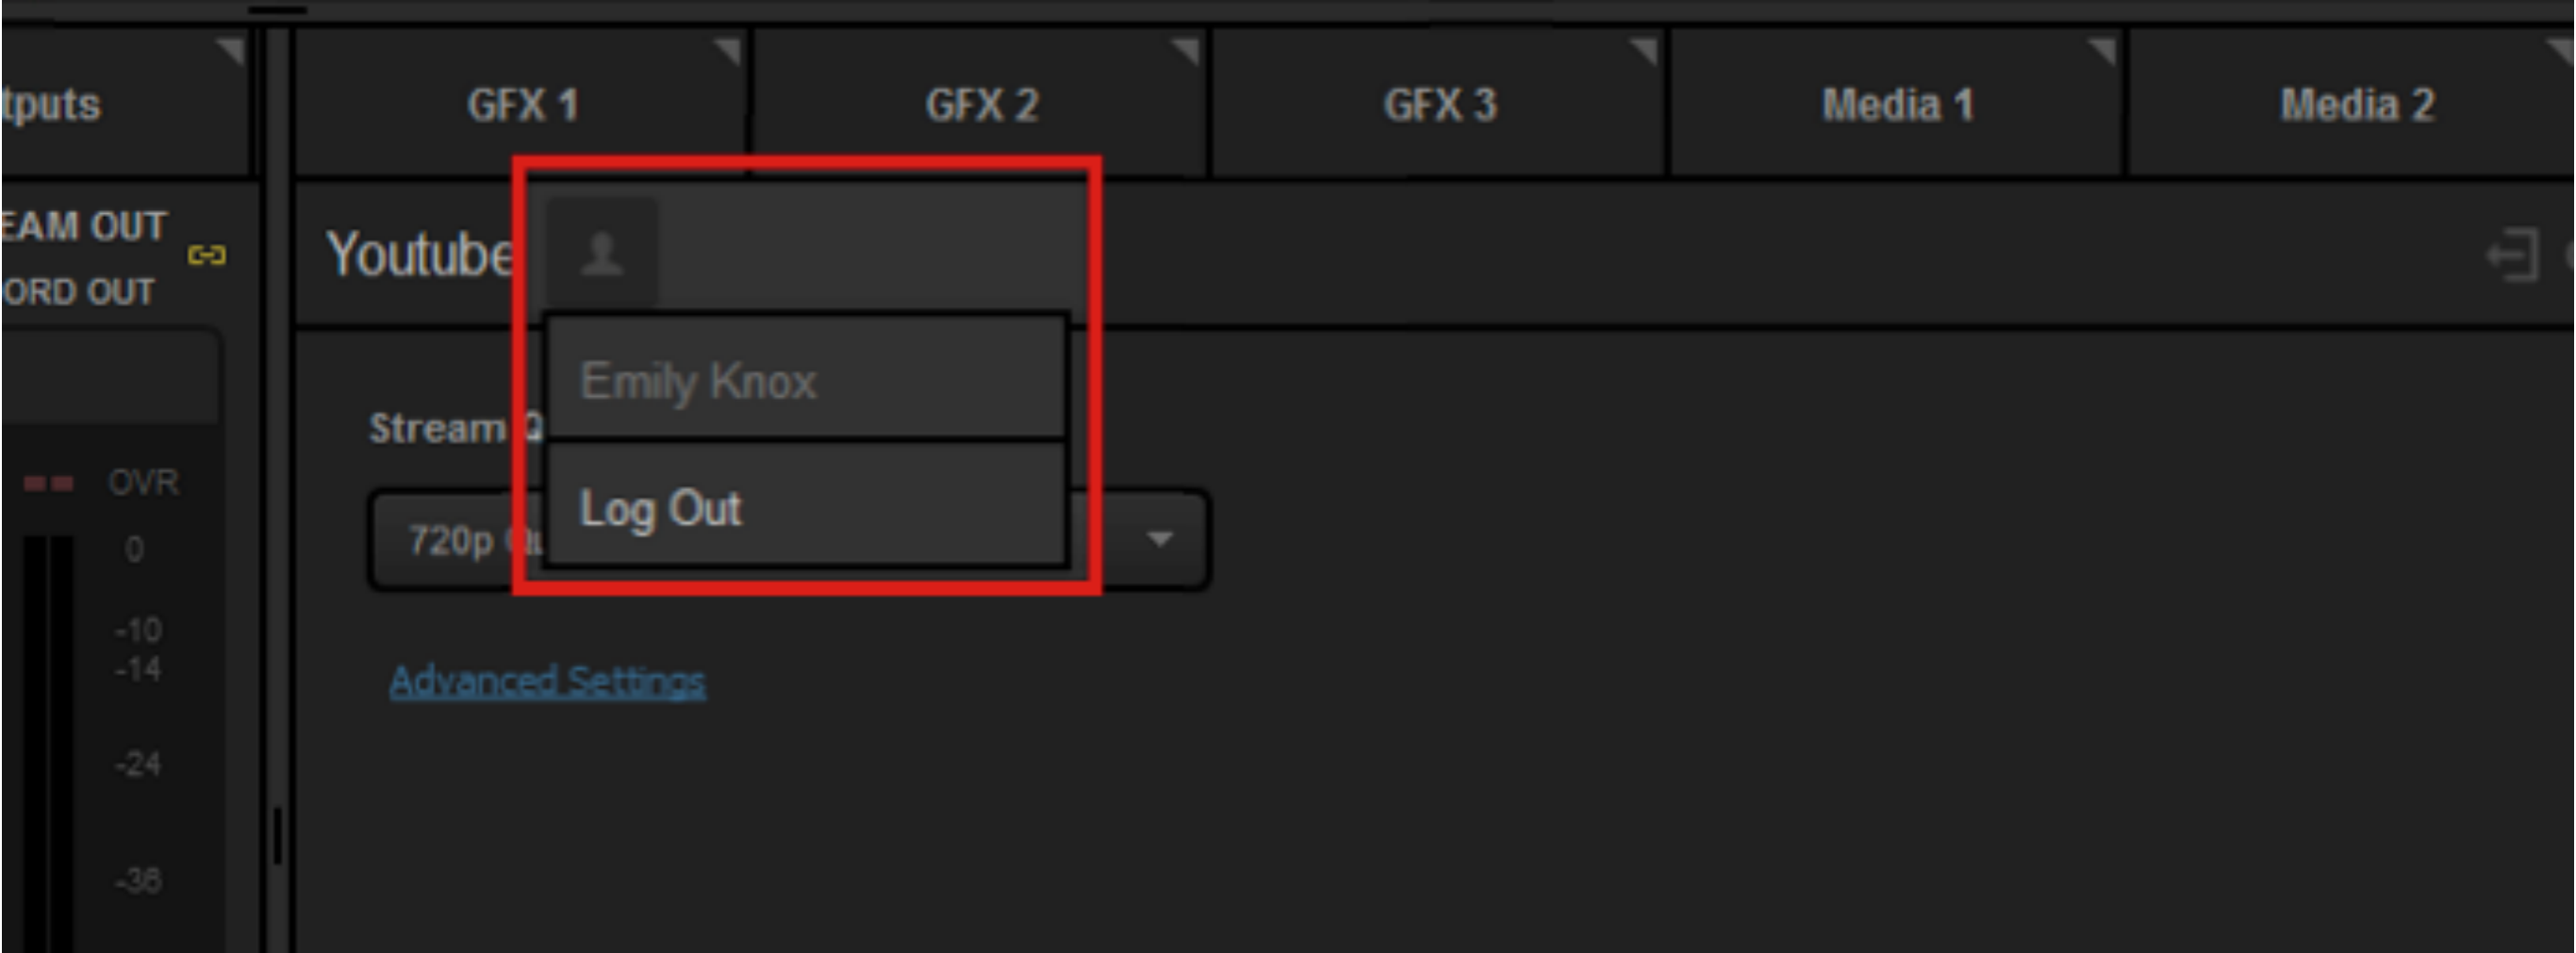 tputs
GFX 1
GFX 2
GFX 3
Media 1
Media 2
EAM OUT
ORD OUT
Youtube
Emily Knox
Stream Q
Log Out
720p Qu
Advanced Settings
OVR
0
-10
-14
-24
-36